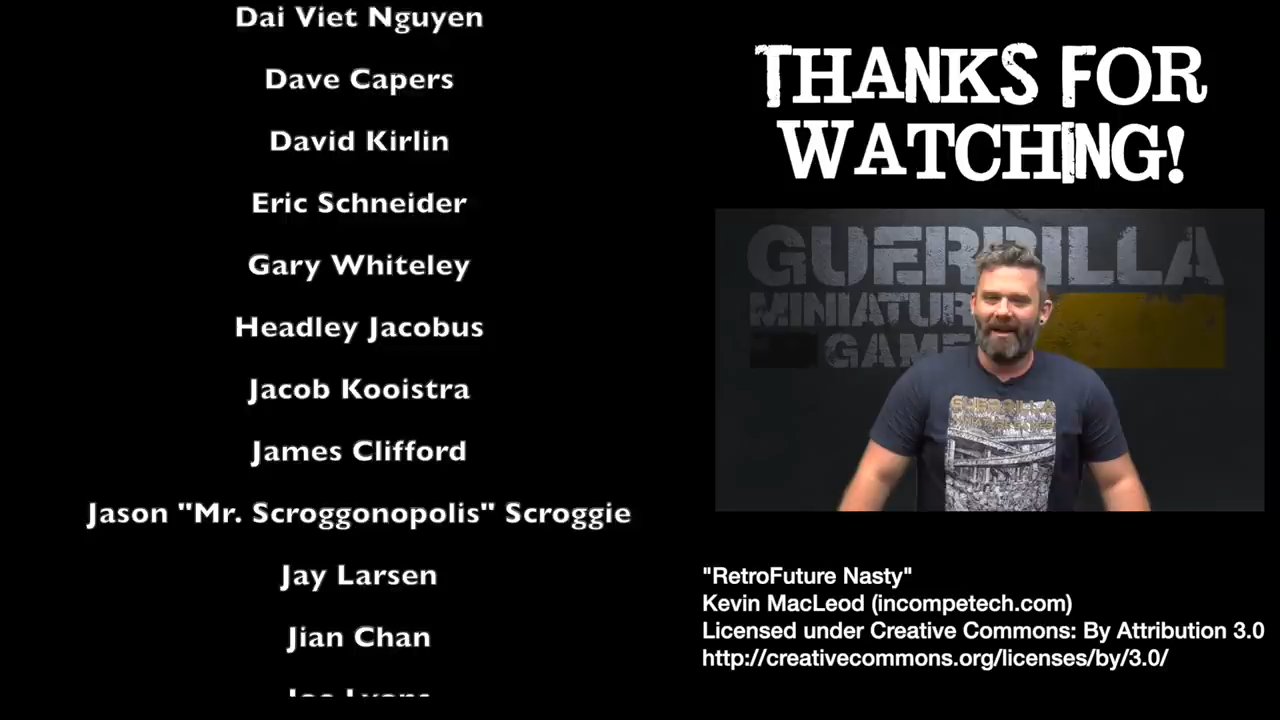 Dai Viet Nguyen
Dave Capers
David Kirlin
Eric Schneider
Gary Whiteley
Headley Jacobus
Jacob Kooistra
James Clifford
Jason "Mr. Scroggonopolis" Scroggie
Jay Larsen
Jian Chan
THANKS FOR
WATCHING!
GUERRILLA
MINIATURE
GAMES
GUERRILLA
"RetroFuture Nasty"
Kevin MacLeod (incompetech.com)
Licensed under Creative Commons: By Attribution 3.0
http://creativecommons.org/licenses/by/3.0/